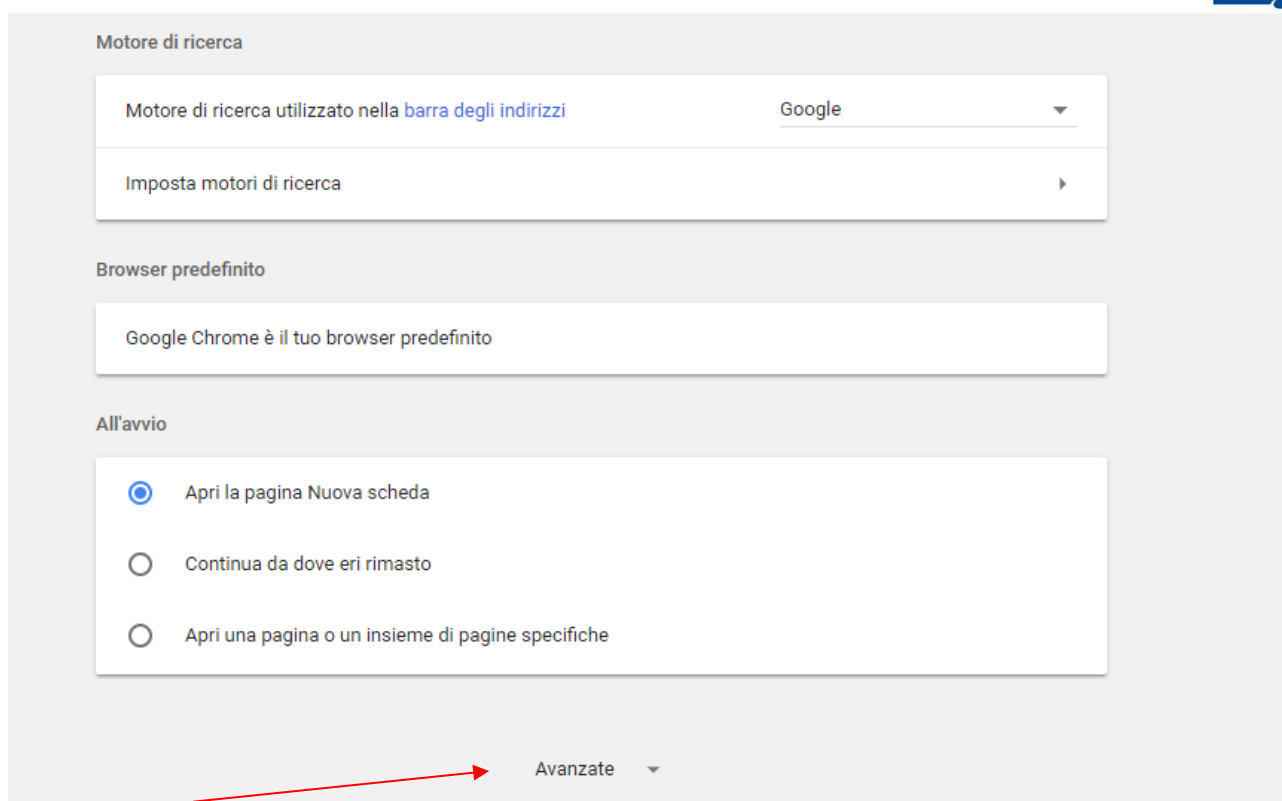 Motore di ricerca
Motore di ricerca utilizzato nella barra degli indirizzi
Google
Imposta motori di ricerca
Browser predefinito
Google Chrome è il tuo browser predefinito
All'avvio
Apri la pagina Nuova scheda
Continua da dove eri rimasto
Apri una pagina o un insieme di pagine specifiche
Avanzate